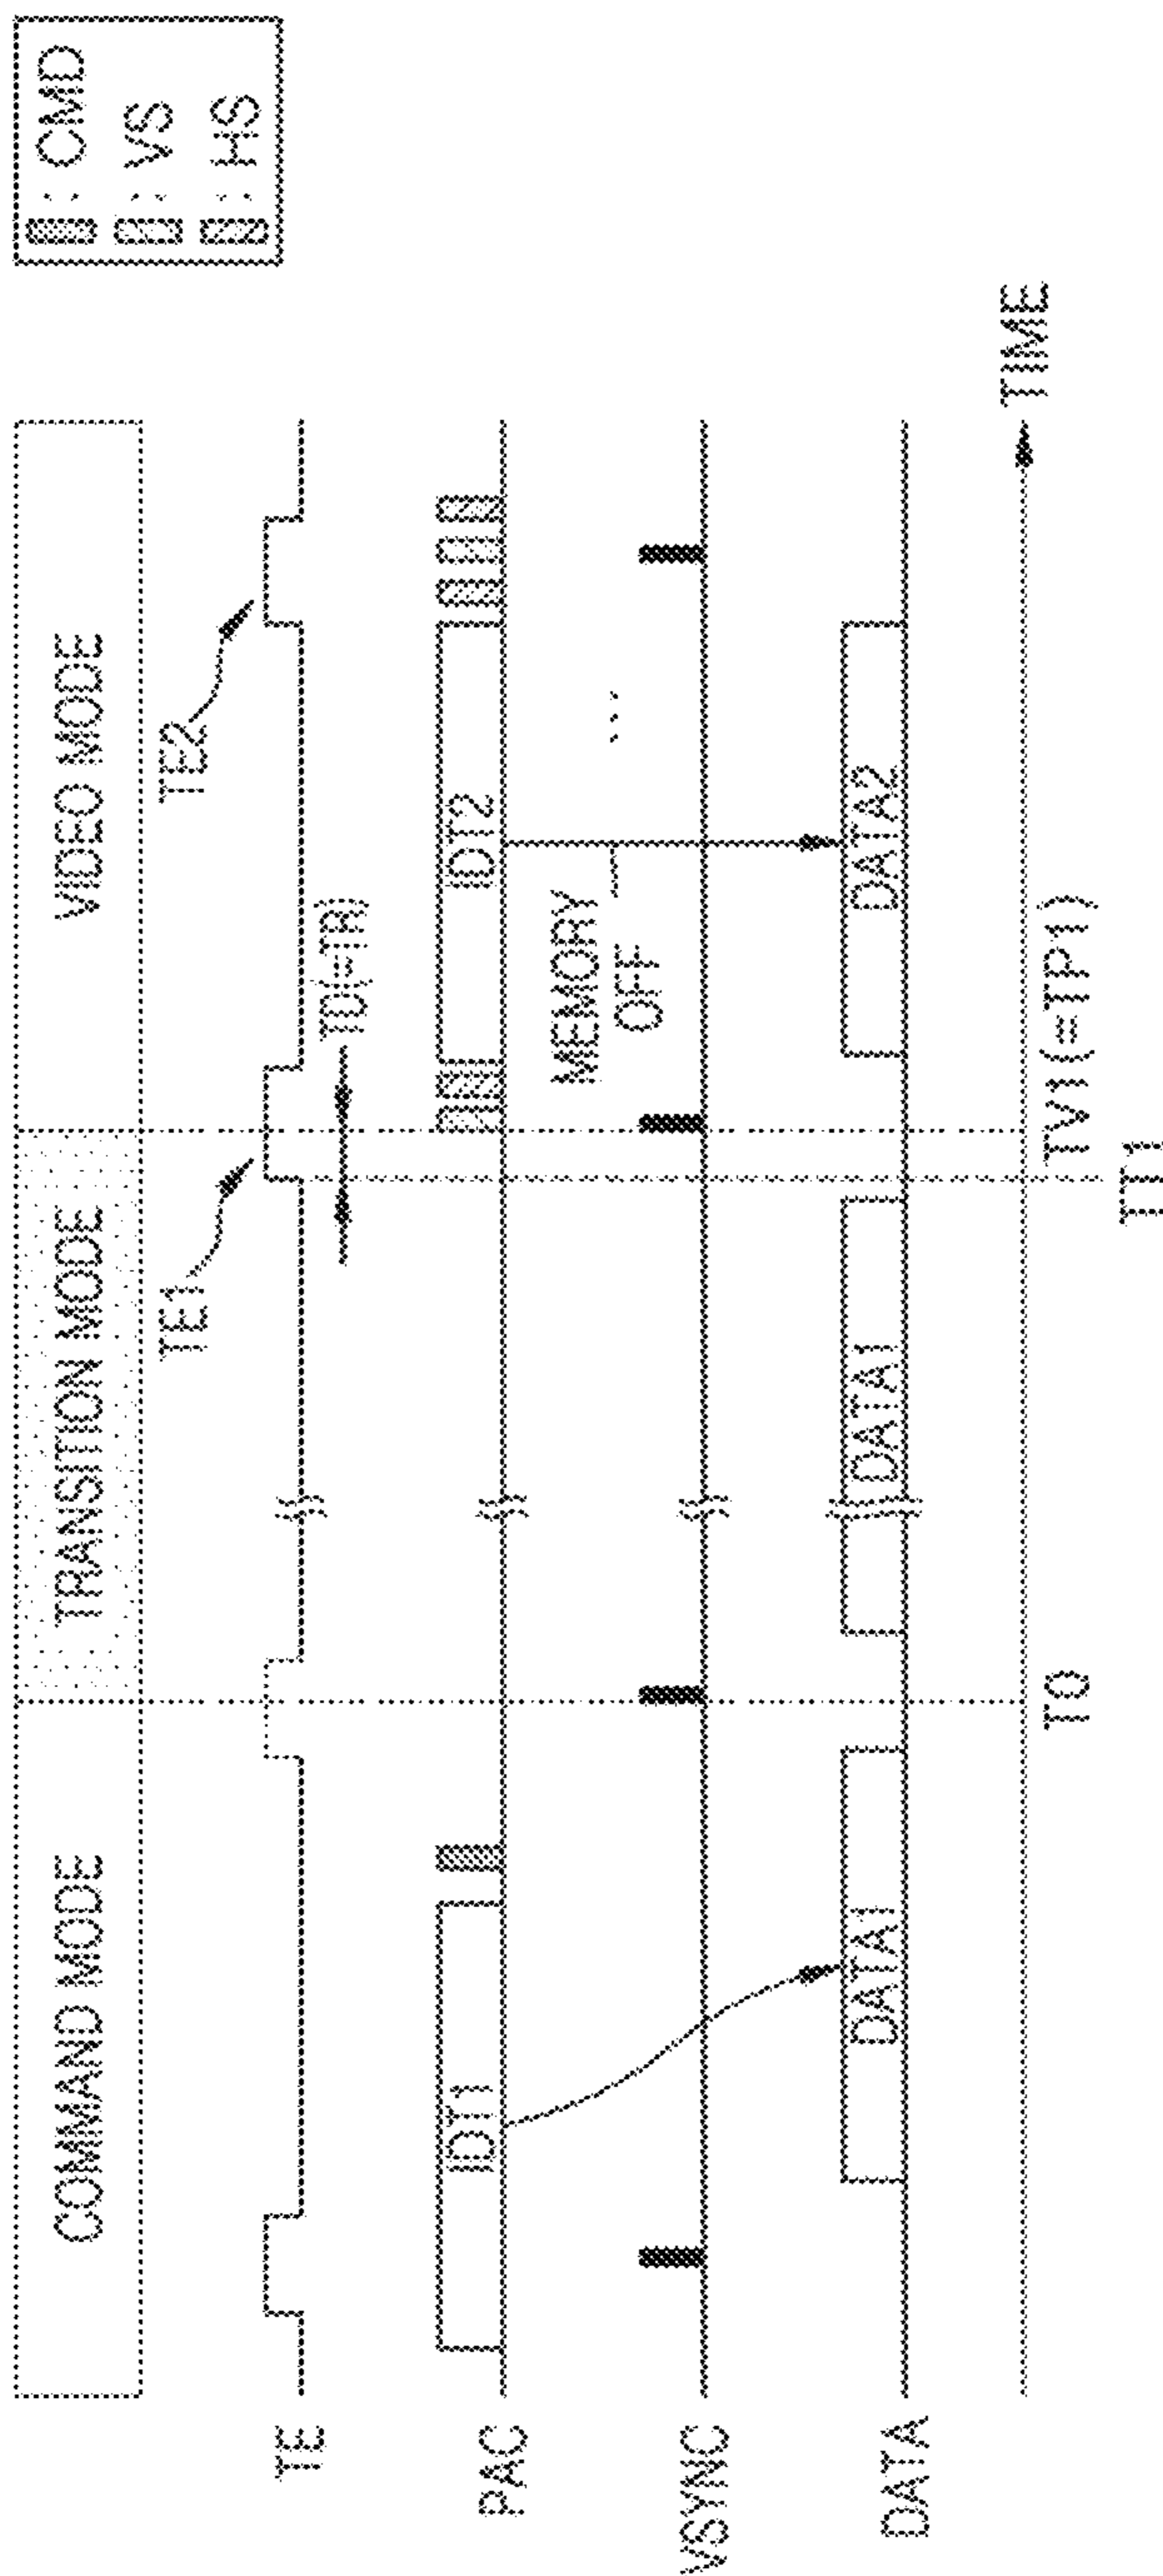 : CMD
: VS
: HS
COMMAND MODE
TRANSITION MODE
VIDEO MODE
TE
TE1
TE2
TD(=TR)
PAC
IDT1
IDT2
MEMORY
OFF
...
VSYNC
DATA
DATA1
DATA1
DATA2
TIME
T0
TV1(=TP1)
TT1